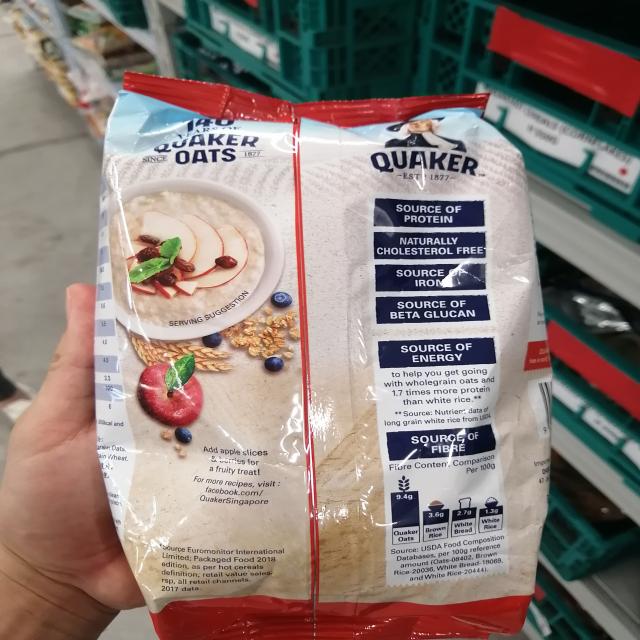 140
YEARS OF
QUAKER
SINCE OATS 1877
SERVING SUGGESTION
Add apple slices
& berries for
a fruity treat!
For more recipes, visit :
facebook.com/
QuakerSingapore
Source Euromonitor International
Limited; Packaged Food 2018
edition, as per hot cereals
definition; retail value sales,
rsp, all retail channels,
2017 data.
QUAKER
-EST. 1877-
SOURCE OF
PROTEIN
NATURALLY
CHOLESTEROL FREE*
SOURCE OF
IRON
SOURCE OF
BETA GLUCAN
SOURCE OF
ENERGY
to help you get going
with wholegrain oats and
1.7 times more protein
than white rice.**
**Source: Nutrient data of
long grain white rice from USDA
SOURCE OF
FIBRE
Fibre Content Comparison
Per 100g
9.4g
3.6g
2.7g
1.3g
Quaker
Oats
Brown
Rice
White
Bread
White
Rice
Source: USDA Food Composition
Databases, per 100g reference
amount (Oats-08402, Brown
Rice-20036, White Bread-18069,
and White Rice-20444).